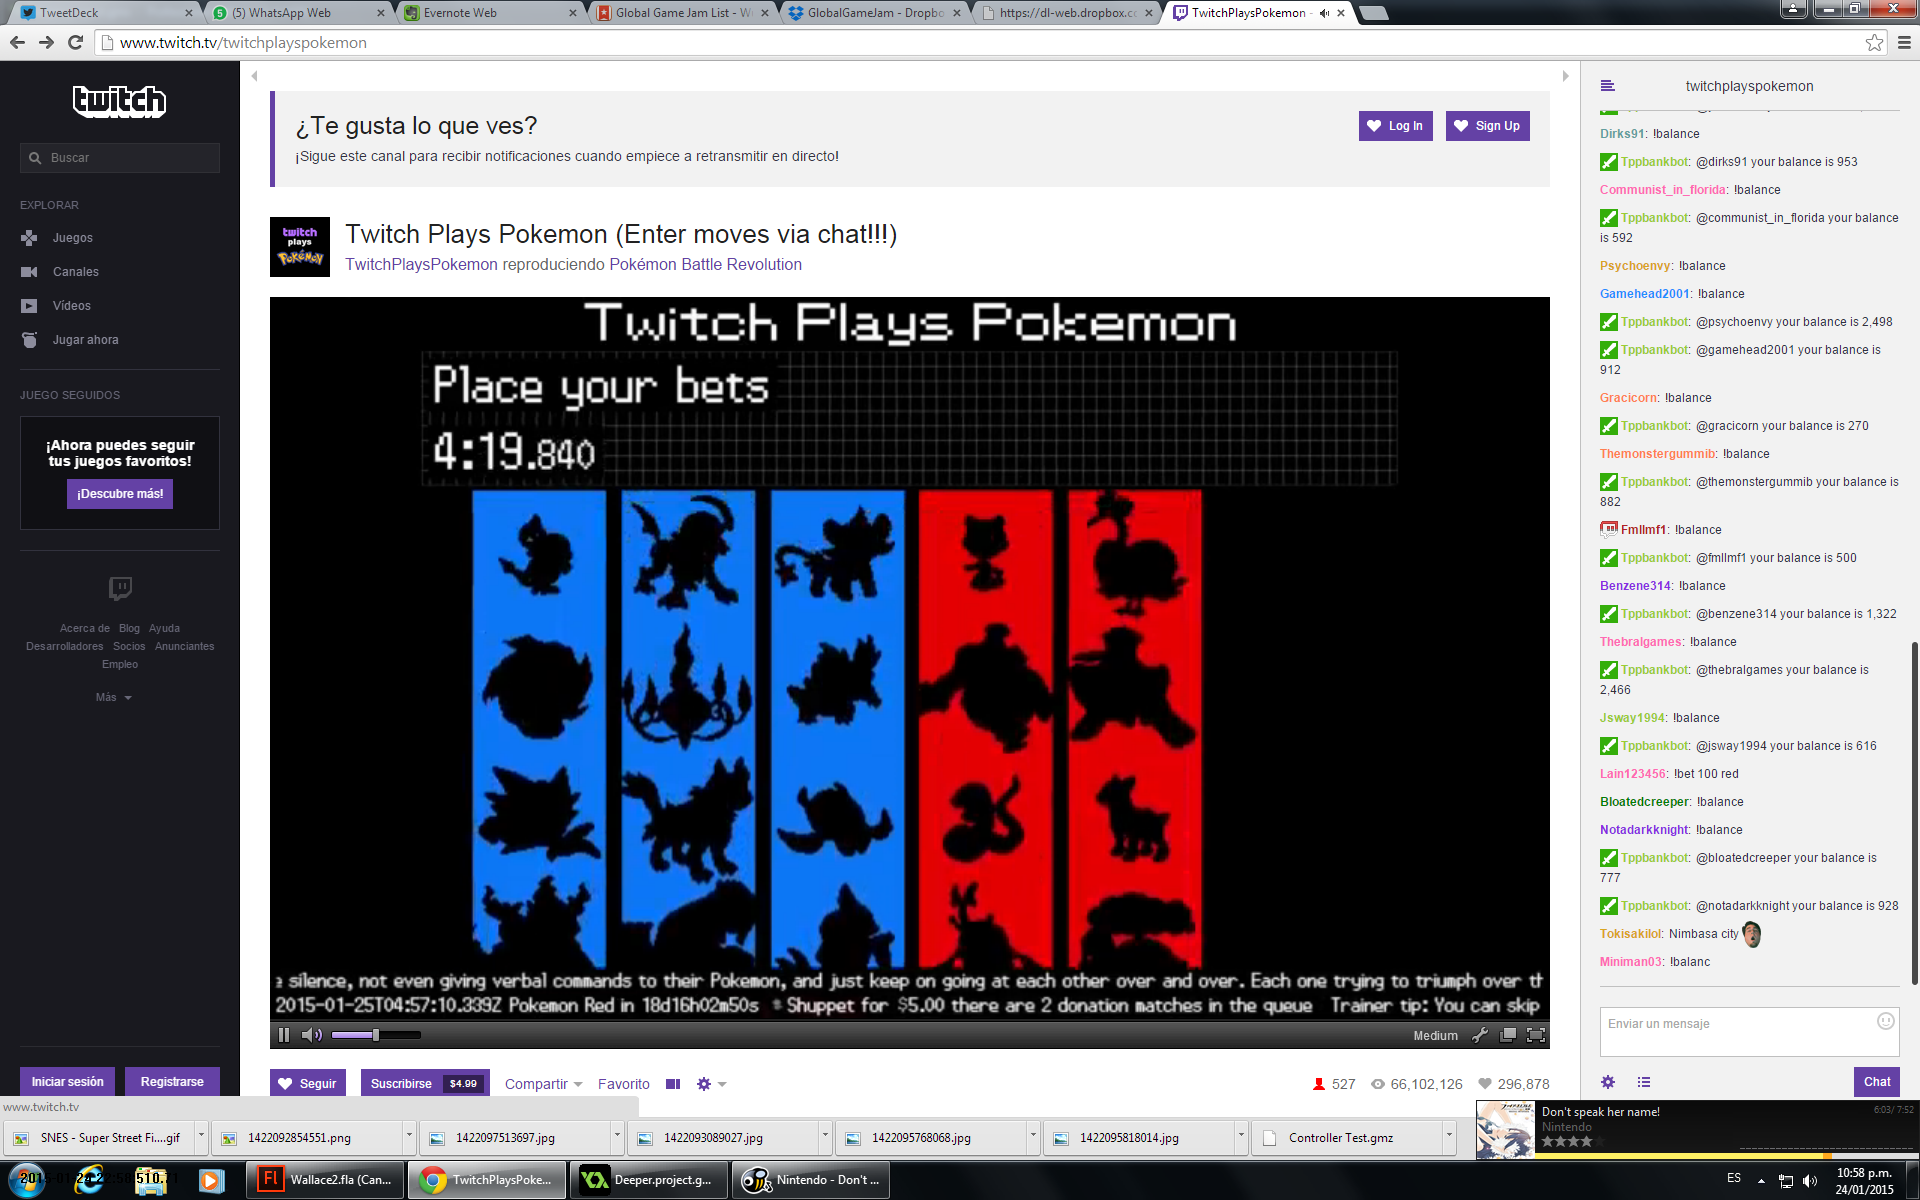 TweetDeck
(5) WhatsApp Web
Evernote Web
Global Game Jam List - W
GlobalGameJam - Dropbo
https://dl-web.dropbox.c
TwitchPlaysPokemon -
www.twitch.tv/twitchplayspokemon
twitch
Buscar
EXPLORAR
Juegos
Canales
Vídeos
Jugar ahora
JUEGO SEGUIDOS
¡Ahora puedes seguir
tus juegos favoritos!
¡Descubre más!
Acerca de Blog Ayuda
Desarrolladores Socios Anunciantes
Empleo
Más
Iniciar sesión
Registrarse
¿Te gusta lo que ves?
¡Sigue este canal para recibir notificaciones cuando empiece a retransmitir en directo!
Log In
Sign Up
twitch
plays
POKéMON
Twitch Plays Pokemon (Enter moves via chat!!!)
TwitchPlaysPokemon reproduciendo Pokémon Battle Revolution
Twitch Plays Pokemon
Place your bets
4:19.840
e silence, not even giving verbal commands to their Pokemon, and just keep on going at each other over and over. Each one trying to triumph over th
2015-01-25T04:57:10.339Z Pokemon Red in 18d16h02m50s Shuppet for $5.00 there are 2 donation matches in the queue Trainer tip: You can skip
Medium
Seguir
Suscribirse $4.99
Compartir
Favorito
527
66,102,126
296,878
twitchplayspokemon
Dirks91: !balance
Tppbankbot: @dirks91 your balance is 953
Communist_in_florida: !balance
Tppbankbot: @communist_in_florida your balance
is 592
Psychoenvy: !balance
Gamehead2001: !balance
Tppbankbot: @psychoenvy your balance is 2,498
Tppbankbot: @gamehead2001 your balance is
912
Gracicorn: !balance
Tppbankbot: @gracicorn your balance is 270
Themonstergummib: !balance
Tppbankbot: @themonstergummib your balance is
882
Fmllmf1: !balance
Tppbankbot: @fmllmf1 your balance is 500
Benzene314: !balance
Tppbankbot: @benzene314 your balance is 1,322
Thebralgames: !balance
Tppbankbot: @thebralgames your balance is
2,466
Jsway1994: !balance
Tppbankbot: @jsway1994 your balance is 616
Lain123456: !bet 100 red
Bloatedcreeper: !balance
Notadarkknight: !balance
Tppbankbot: @bloatedcreeper your balance is
777
Tppbankbot: @notadarkknight your balance is 928
Tokisakilol: Nimbasa city
Miniman03: !balanc
Enviar un mensaje
Chat
www.twitch.tv
SNES - Super Street Fi....gif
1422092854551.png
1422097513697.jpg
1422093089027.jpg
1422095768068.jpg
1422095818014.jpg
Controller Test.gmz
Don't speak her name!
6:03/ 7:52
Nintendo
Wallace2.fla (Can...
TwitchPlaysPoke...
Deeper.project.g...
Nintendo - Don't ...
ES
10:58 p.m.
24/01/2015